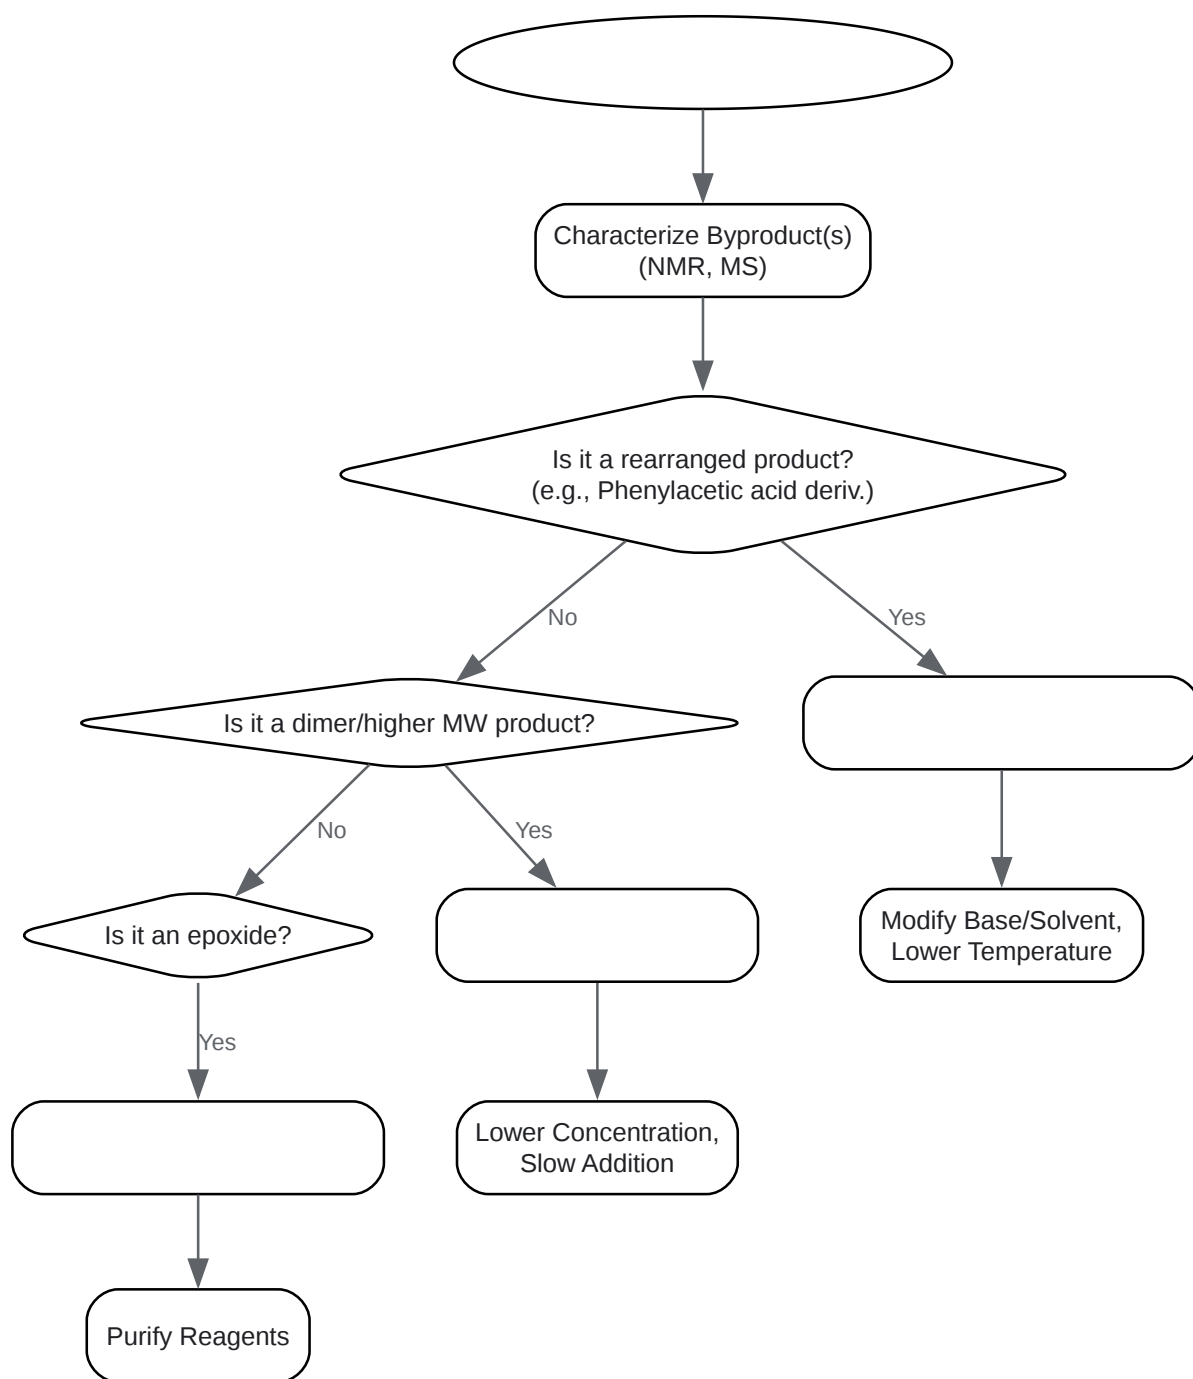 Characterize Byproduct(s)
(NMR, MS)
Is it a rearranged product?
(e.g., Phenylacetic acid deriv.)
No
Yes
Is it a dimer/higher MW product?
No
Yes
Is it an epoxide?
Modify Base/Solvent,
Lower Temperature
Yes
Lower Concentration,
Slow Addition
Purify Reagents